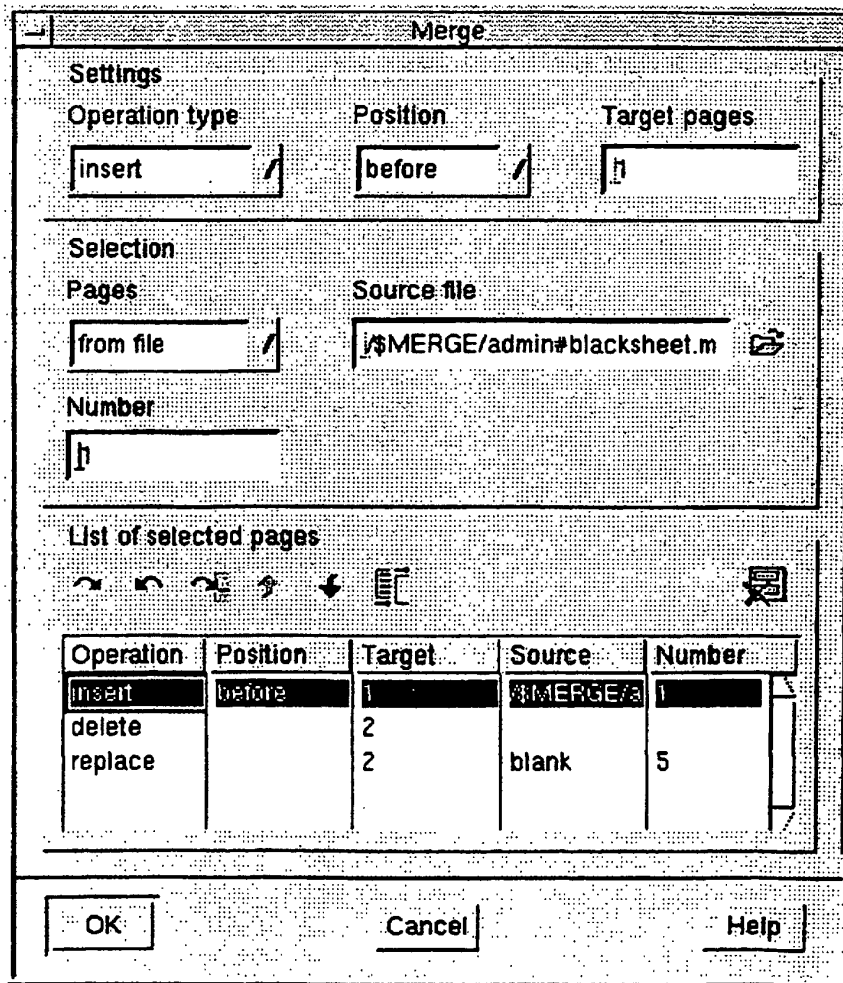 Merge
Settings
Operation type Position Target pages
insert before 1
Selection
Pages Source file
from file /$MERGE/admin#blacksheet.m
Number
1
List of selected pages
Operation Position Target Source Number
insert before 1 $MERGE/a 1
delete 2
replace 2 blank 5
OK Cancel Help